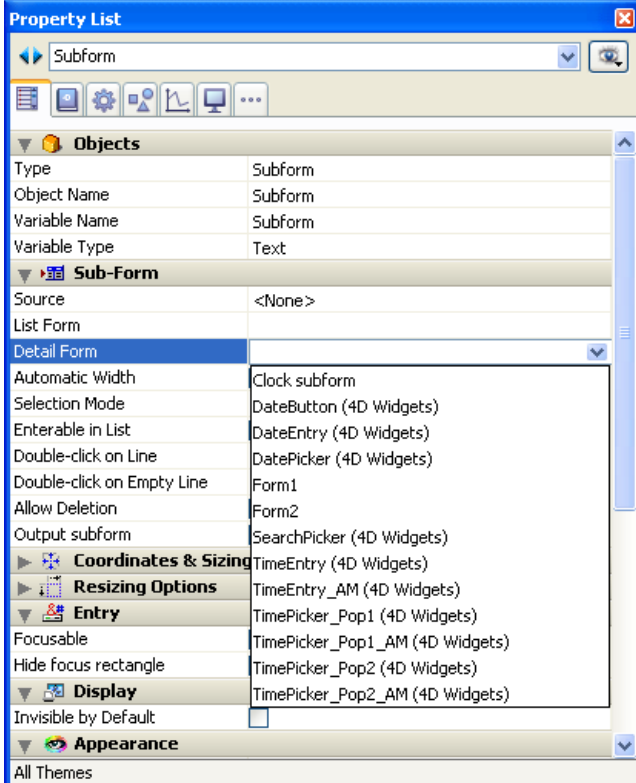 Property List
Subform
Objects
Type Subform
Object Name Subform
Variable Name Subform
Variable Type Text
Sub-Form
Source <None>
List Form
Detail Form
Automatic Width
Clock subform
Selection Mode
DateButton (4D Widgets)
Enterable in List
DateEntry (4D Widgets)
Double-click on Line
DatePicker (4D Widgets)
Double-click on Empty Line
Form1
Allow Deletion
Form2
Output subform
SearchPicker (4D Widgets)
Coordinates & Sizing
TimeEntry (4D Widgets)
Resizing Options
TimeEntry_AM (4D Widgets)
Entry
TimePicker_Pop1 (4D Widgets)
Focusable
TimePicker_Pop1_AM (4D Widgets)
Hide focus rectangle
TimePicker_Pop2 (4D Widgets)
Display
TimePicker_Pop2_AM (4D Widgets)
Invisible by Default
Appearance
All Themes